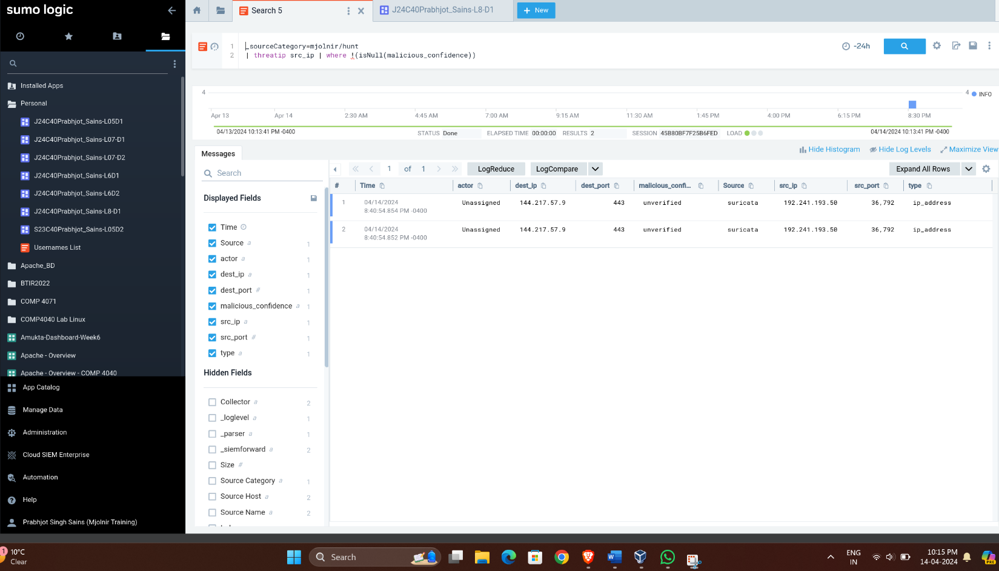 sumo logic
Installed Apps
Personal
J24C40Prabhjot_Sains-L05D1
J24C40Prabhjot_Sains-L07-D1
J24C40Prabhjot_Sains-L07-D2
J24C40Prabhjot_Sains-L6D1
J24C40Prabhjot_Sains-L6D2
J24C40Prabhjot_Sains-L8-D1
S23C40Prabhjot_Sains-L05D2
Usernames List
Apache_BD
BTIR2022
COMP 4071
COMP4040 Lab Linux
Amukta-Dashboard-Week6
Apache - Overview
Apache - Overview - COMP 4040
App Catalog
Manage Data
Administration
Cloud SIEM Enterprise
Automation
Help
Prabhjot Singh Sains (Mjolnir Training)
Search 5
J24C40Prabhjot_Sains-L8-D1
+ New
1 _sourceCategory=mjolnir/hunt
2 | threatip src_ip | where !(isNull(malicious_confidence))
-24h
4 4 INFO
Apr 13 Apr 14 2:30 AM 4:45 AM 7:00 AM 9:15 AM 11:30 AM 1:45 PM 4:00 PM 6:15 PM 8:30 PM
04/13/2024 10:13:41 PM -0400 STATUS Done ELAPSED TIME 00:00:00 RESULTS 2 SESSION 45B80BF7F25B6FED LOAD 04/14/2024 10:13:41 PM -0400
Messages
Hide Histogram Hide Log Levels Maximize View
Search
1 of 1 LogReduce LogCompare Expand All Rows
Displayed Fields
Time
Source a 1
actor a 1
dest_ip a 1
dest_port # 1
malicious_confidence a 1
src_ip a 1
src_port # 1
type a 1
Hidden Fields
Collector a 2
_loglevel a 1
_parser a 1
_siemforward a 2
Size #
Source Category a 1
Source Host a 2
Source Name a 2
# Time actor dest_ip dest_port malicious_confi... Source src_ip src_port type
1 04/14/2024 Unassigned 144.217.57.9 443 unverified suricata 192.241.193.50 36,792 ip_address
8:40:54.854 PM -0400
2 04/14/2024 Unassigned 144.217.57.9 443 unverified suricata 192.241.193.50 36,792 ip_address
8:40:54.852 PM -0400
1
10°C
Clear
Search
ENG
IN
10:15 PM
14-04-2024
PRE